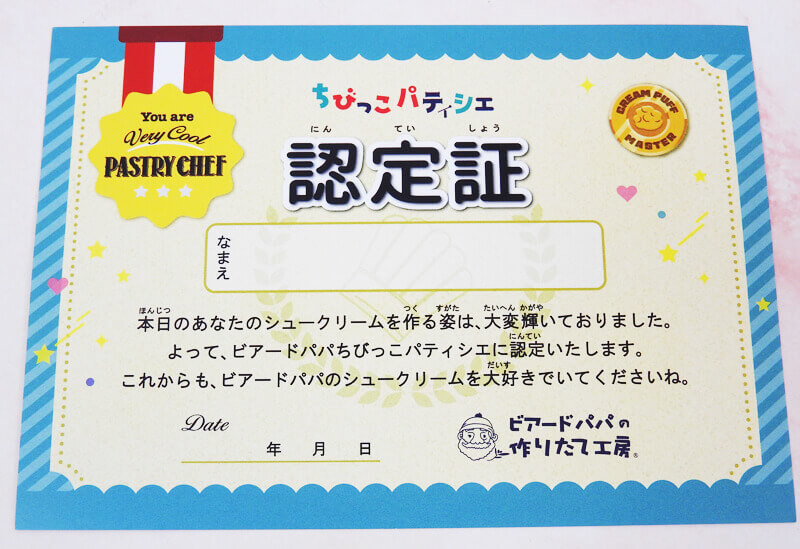 You are
Very Cool
PASTRY CHEF
ちびっこパティシエ
CREAM PUFF
MASTER
にん てい しょう
認定証
なまえ
ほんじつ つく すがた たいへん かがや
本日のあなたのシュークリームを作る姿は、大変輝いておりました。
にんてい
よって、ビアードパパちびっこパティシエに認定いたします。
だいす
これからも、ビアードパパのシュークリームを大好きでいてくださいね。
Date
年 月 日
ビアードパパの
作りたて工房®